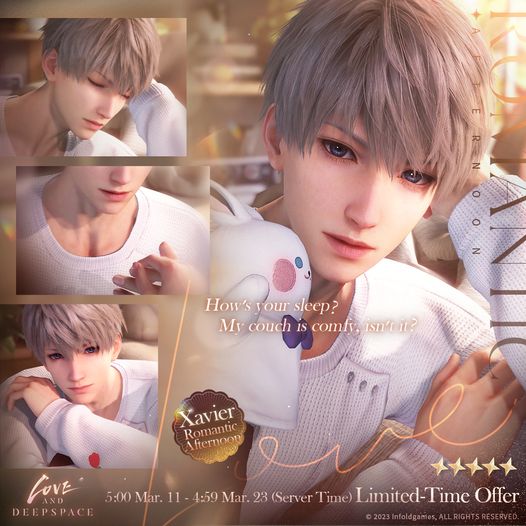 ROMANTIC
AFTERNOON
How's your sleep?
My couch is comfy, isn't it?
Love
Xavier
Romantic
Afternoon
LOVE
AND
DEEPSPACE
5:00 Mar. 11 - 4:59 Mar. 23 (Server Time) Limited-Time Offer
© 2023 Infoldgames, ALL RIGHTS RESERVED.